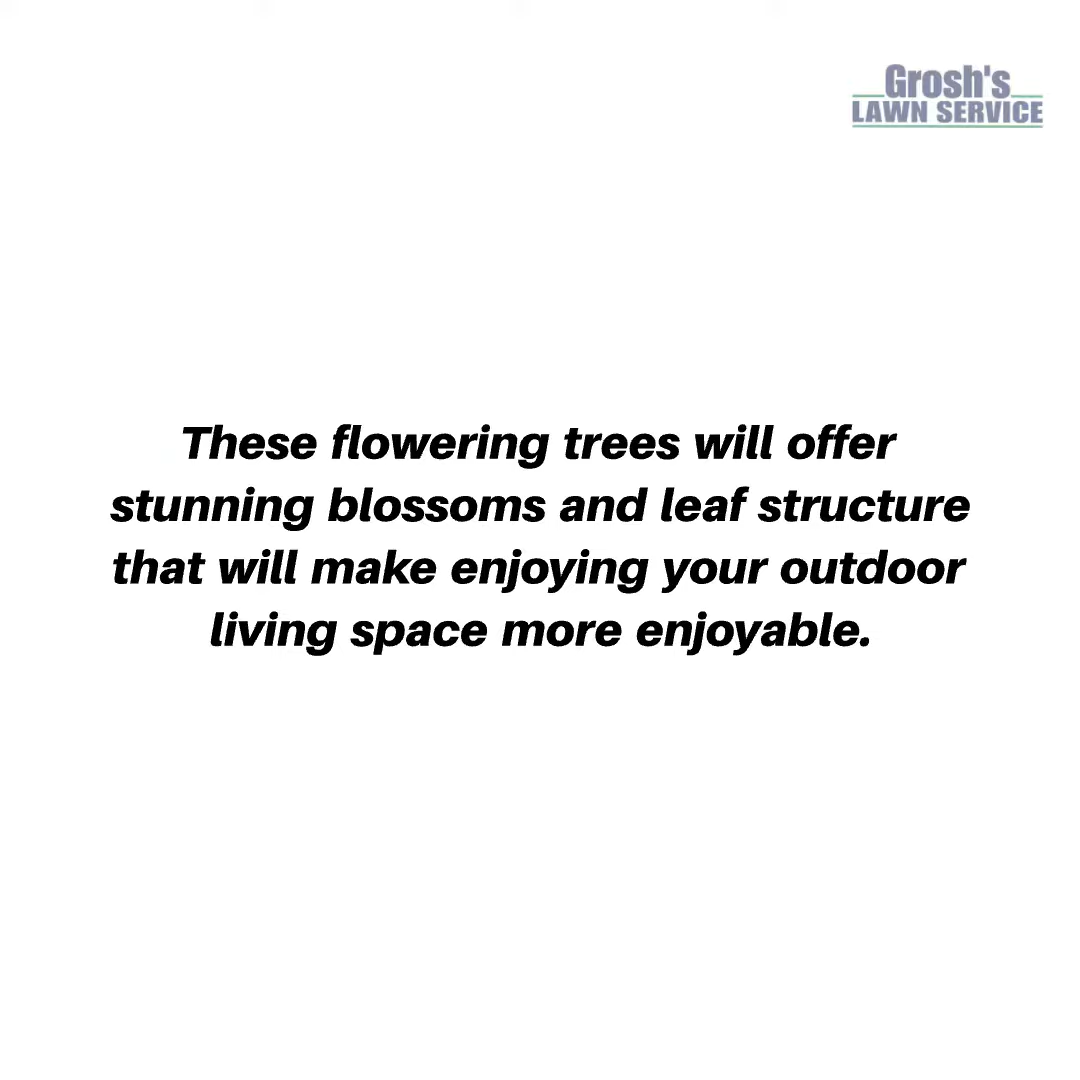 Grosh's
LAWN SERVICE
These flowering trees will offer
stunning blossoms and leaf structure
that will make enjoying your outdoor
living space more enjoyable.